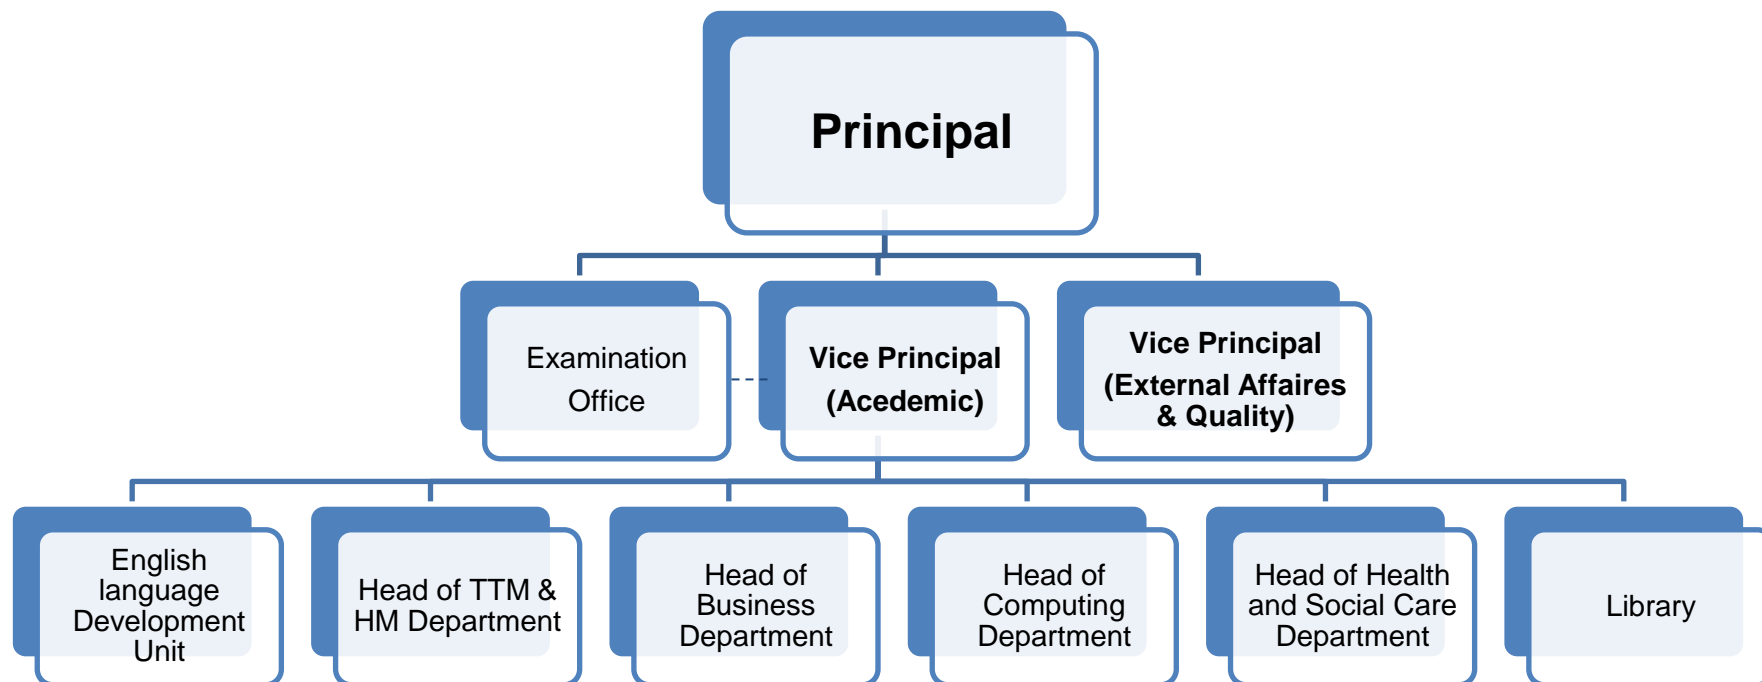 Principal
Examination
Office
Vice Principal
(Acedemic)
Vice Principal
(External Affaires
& Quality)
English
language
Development
Unit
Head of TTM &
HM Department
Head of
Business
Department
Head of
Computing
Department
Head of Health
and Social Care
Department
Library